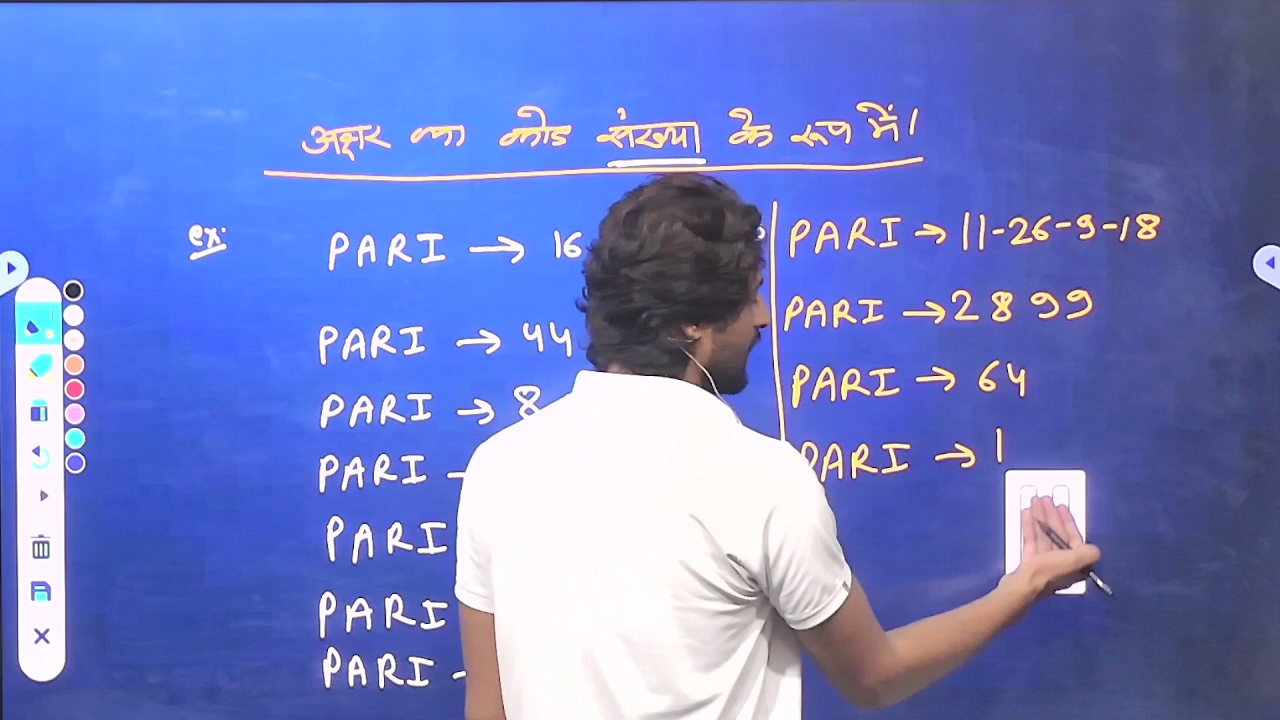 अक्षर का कोड संख्या के रूप में।
ex:
PARI → 16
PARI → 44
PARI → 8
PARI
PARI
PARI
PARI
PARI → 11-26-9-18
PARI → 2899
PARI → 64
PARI → 1